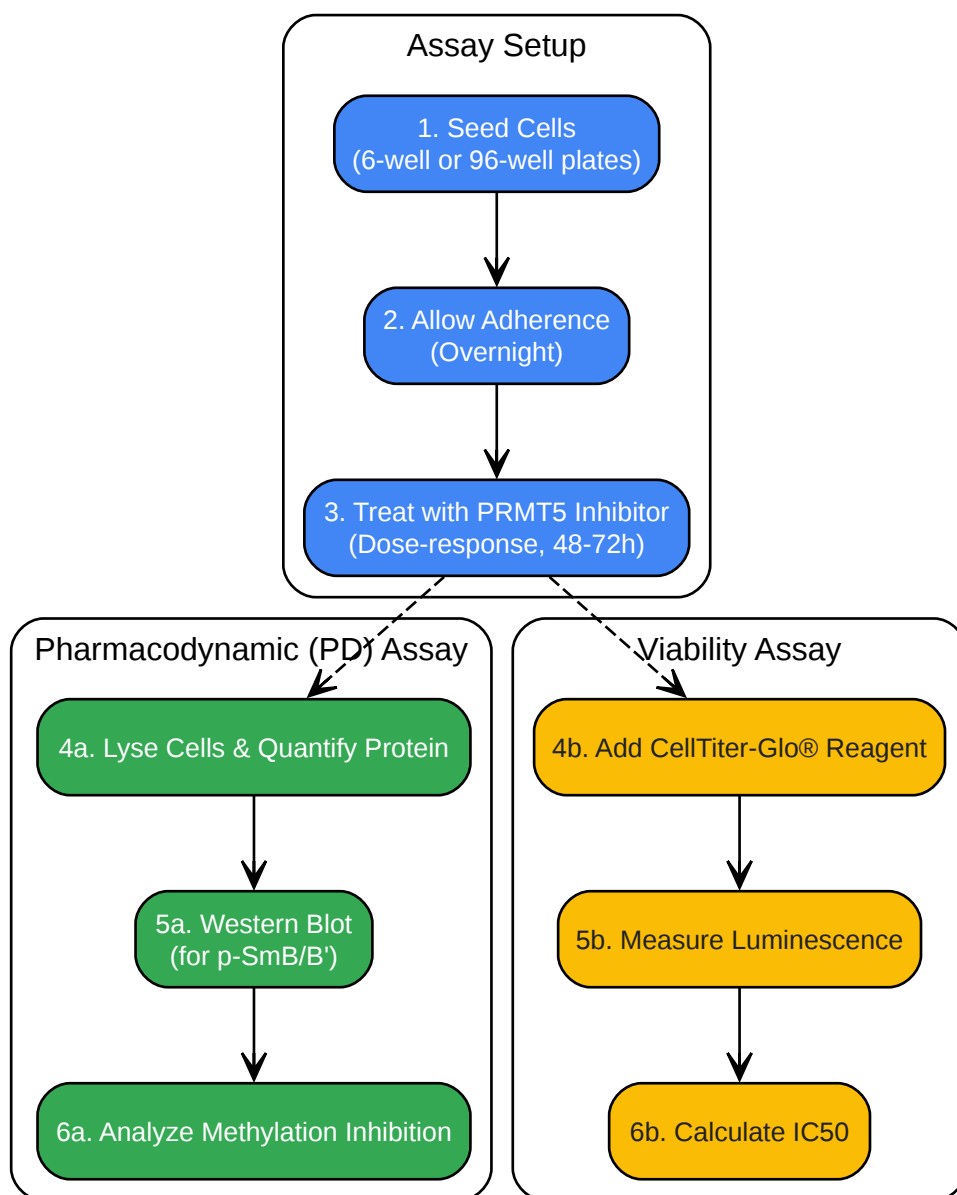 Assay Setup
1. Seed Cells
(6-well or 96-well plates)
2. Allow Adherence
(Overnight)
3. Treat with PRMT5 Inhibitor
(Dose-response, 48-72h)
Pharmacodynamic (PD) Assay
4a. Lyse Cells & Quantify Protein
5a. Western Blot
(for p-SmB/B')
6a. Analyze Methylation Inhibition
Viability Assay
4b. Add CellTiter-Glo® Reagent
5b. Measure Luminescence
6b. Calculate IC50